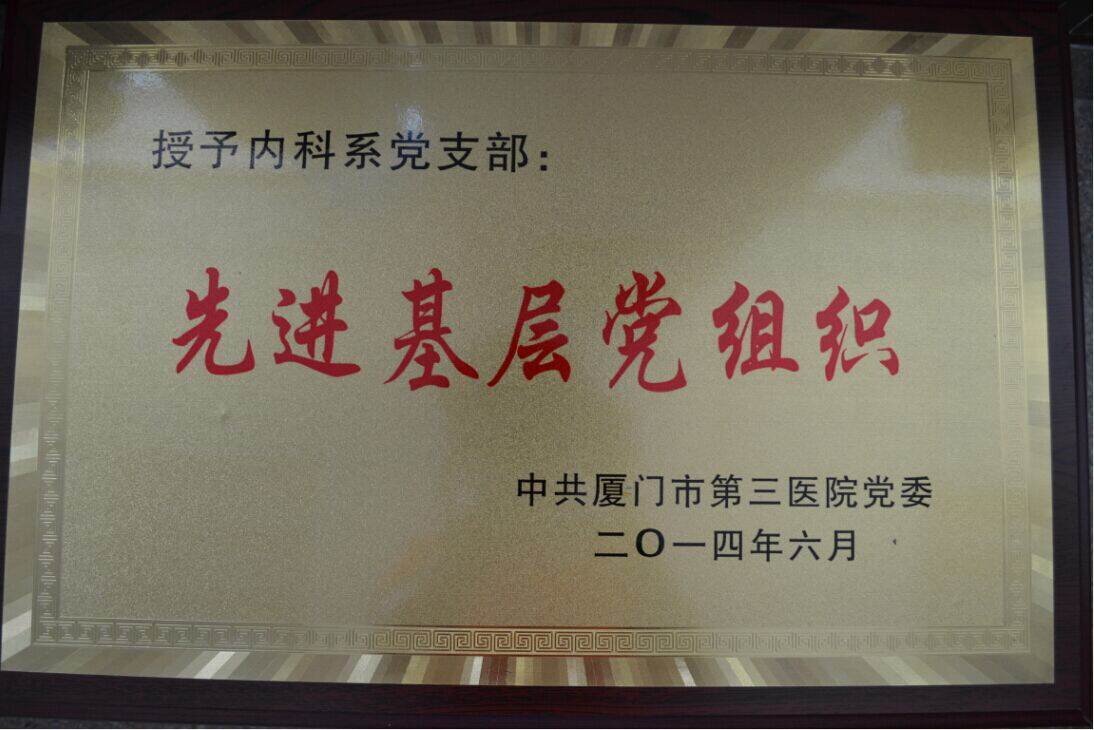 授予内科系党支部:
先进基层党组织
中共厦门市第三医院党委
二〇一四年六月